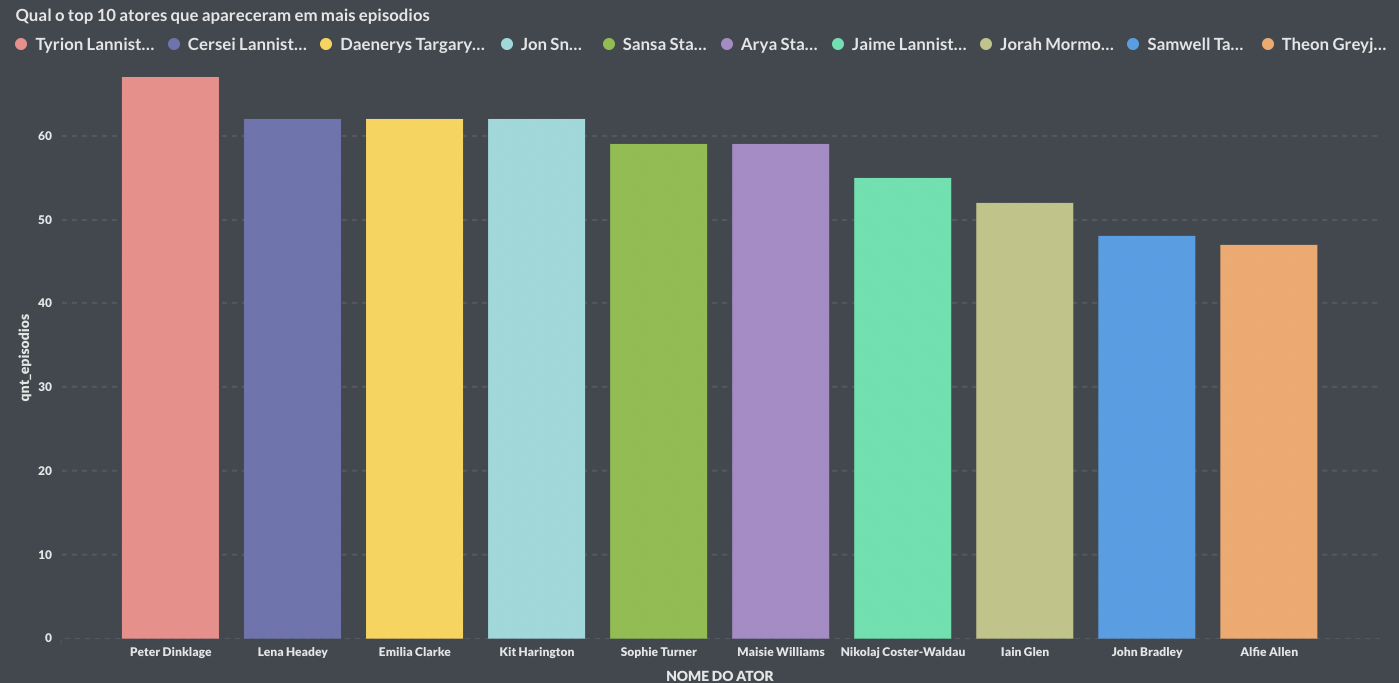 Qual o top 10 atores que apareceram em mais episodios
Tyrion Lannist... Cersei Lannist... Daenerys Targary... Jon Sn... Sansa Sta... Arya Sta... Jaime Lannist... Jorah Mormo... Samwell Ta... Theon Greyj...
60
50
40
30
20
10
0
qnt_episodios
Peter Dinklage Lena Headey Emilia Clarke Kit Harington Sophie Turner Maisie Williams Nikolaj Coster-Waldau Iain Glen John Bradley Alfie Allen
NOME DO ATOR